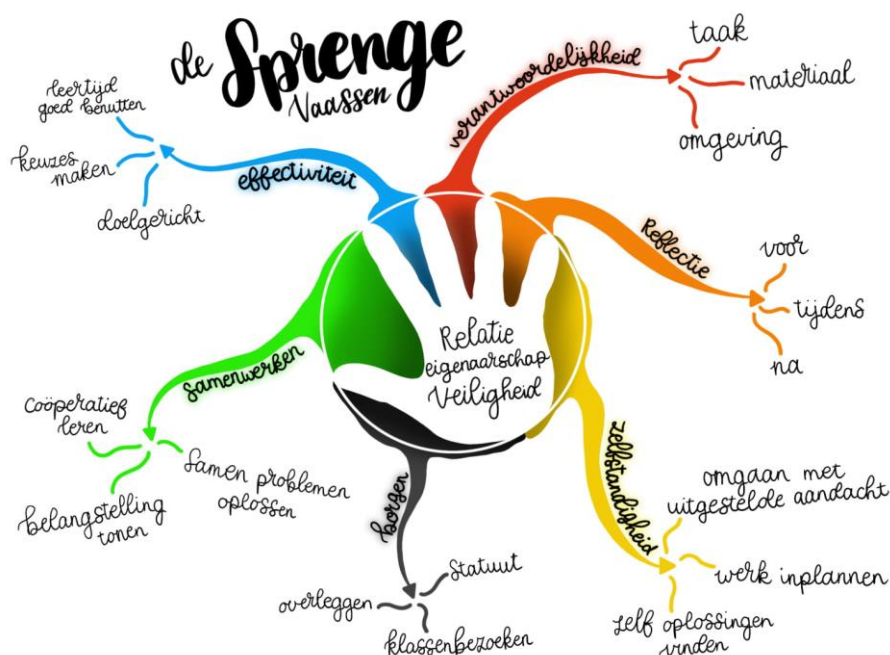 de Sprenge
Vaassen
verantwoordelijkheid
taak
materiaal
omgeving
Reflectie
voor
tijdens
na
zelfstandigheid
omgaan met
uitgestelde aandacht
werk inplannen
zelf oplossingen
vinden
borgen
Statuut
overleggen
klassenbezoeken
samenwerken
Coöperatief
leren
belangstelling
tonen
Samen problemen
oplossen
effectiviteit
leertijd
goed benutten
keuzes
maken
doelgericht
Relatie
eigenaarschap
Veiligheid